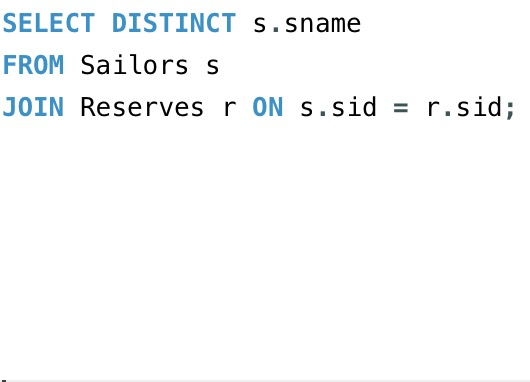 SELECT DISTINCT s.sname
FROM Sailors s
JOIN Reserves r ON s.sid = r.sid;